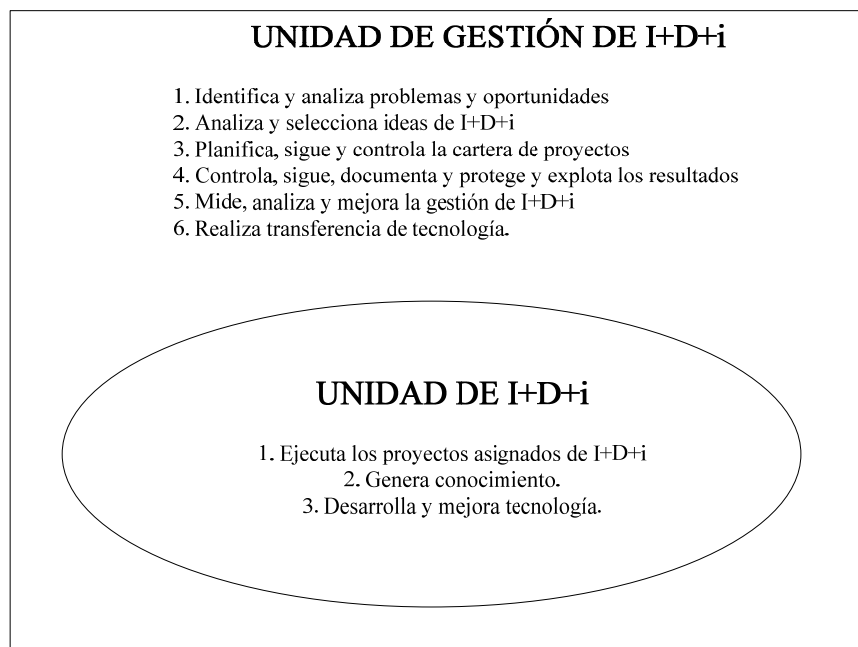 UNIDAD DE GESTIÓN DE I+D+i
1. Identifica y analiza problemas y oportunidades
2. Analiza y selecciona ideas de I+D+i
3. Planifica, sigue y controla la cartera de proyectos
4. Controla, sigue, documenta y protege y explota los resultados
5. Mide, analiza y mejora la gestión de I+D+i
6. Realiza transferencia de tecnología.
UNIDAD DE I+D+i
1. Ejecuta los proyectos asignados de I+D+i
2. Genera conocimiento.
3. Desarrolla y mejora tecnología.